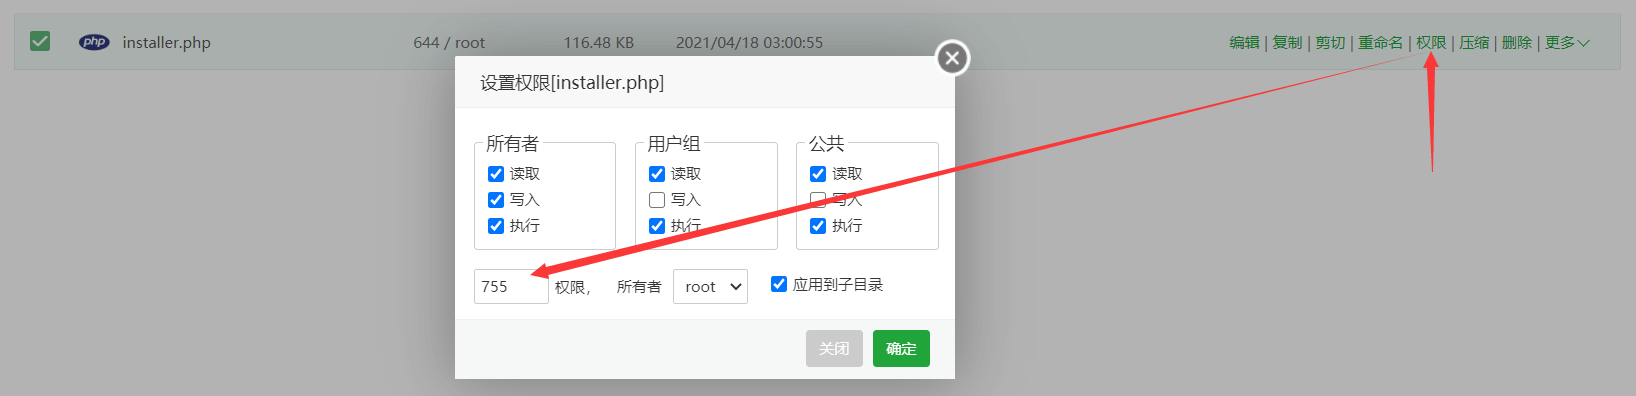 php installer.php 644 / root 116.48 KB 2021/04/18 03:00:55 编辑 | 复制 | 剪切 | 重命名 | 权限 | 压缩 | 删除 | 更多
设置权限[installer.php]
所有者 用户组 公共
读取 读取 读取
写入 写入 写入
执行 执行 执行
755 权限， 所有者 root 应用到子目录
关闭 确定